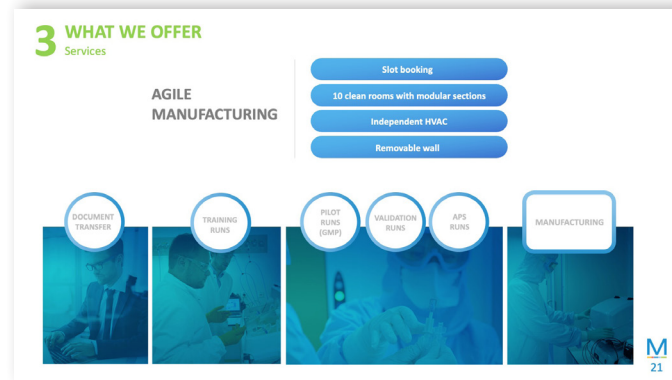 3 WHAT WE OFFER
Services
AGILE
MANUFACTURING
Slot booking
10 clean rooms with modular sections
Independent HVAC
Removable wall
DOCUMENT
TRANSFER
TRAINING
RUNS
PILOT
RUNS
(GMP)
VALIDATION
RUNS
APS
RUNS
MANUFACTURING
M
21